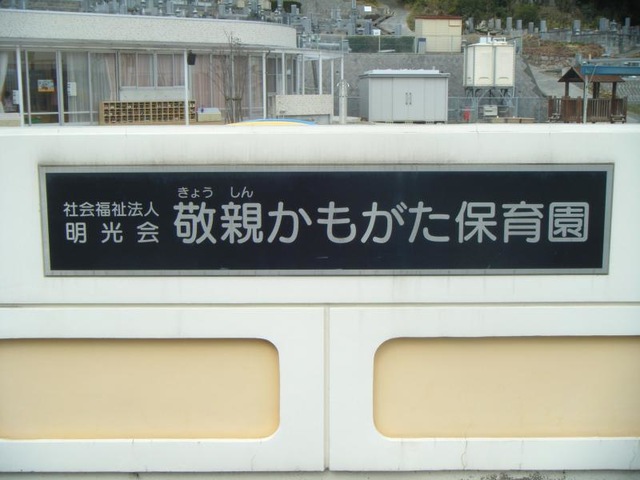 社会福祉法人
明光会
きょう しん
敬親かもがた保育園